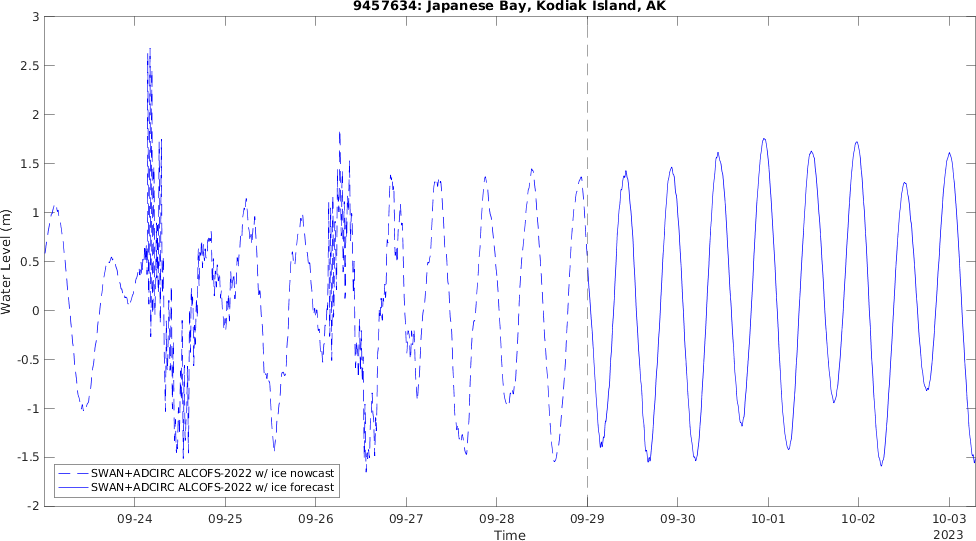 9457634: Japanese Bay, Kodiak Island, AK
3
2.5
2
1.5
1
0.5
0
-0.5
-1
-1.5
-2
Water Level (m)
SWAN+ADCIRC ALCOFS-2022 w/ ice nowcast
SWAN+ADCIRC ALCOFS-2022 w/ ice forecast
09-24 09-25 09-26 09-27 09-28 09-29 09-30 10-01 10-02 10-03
Time
2023